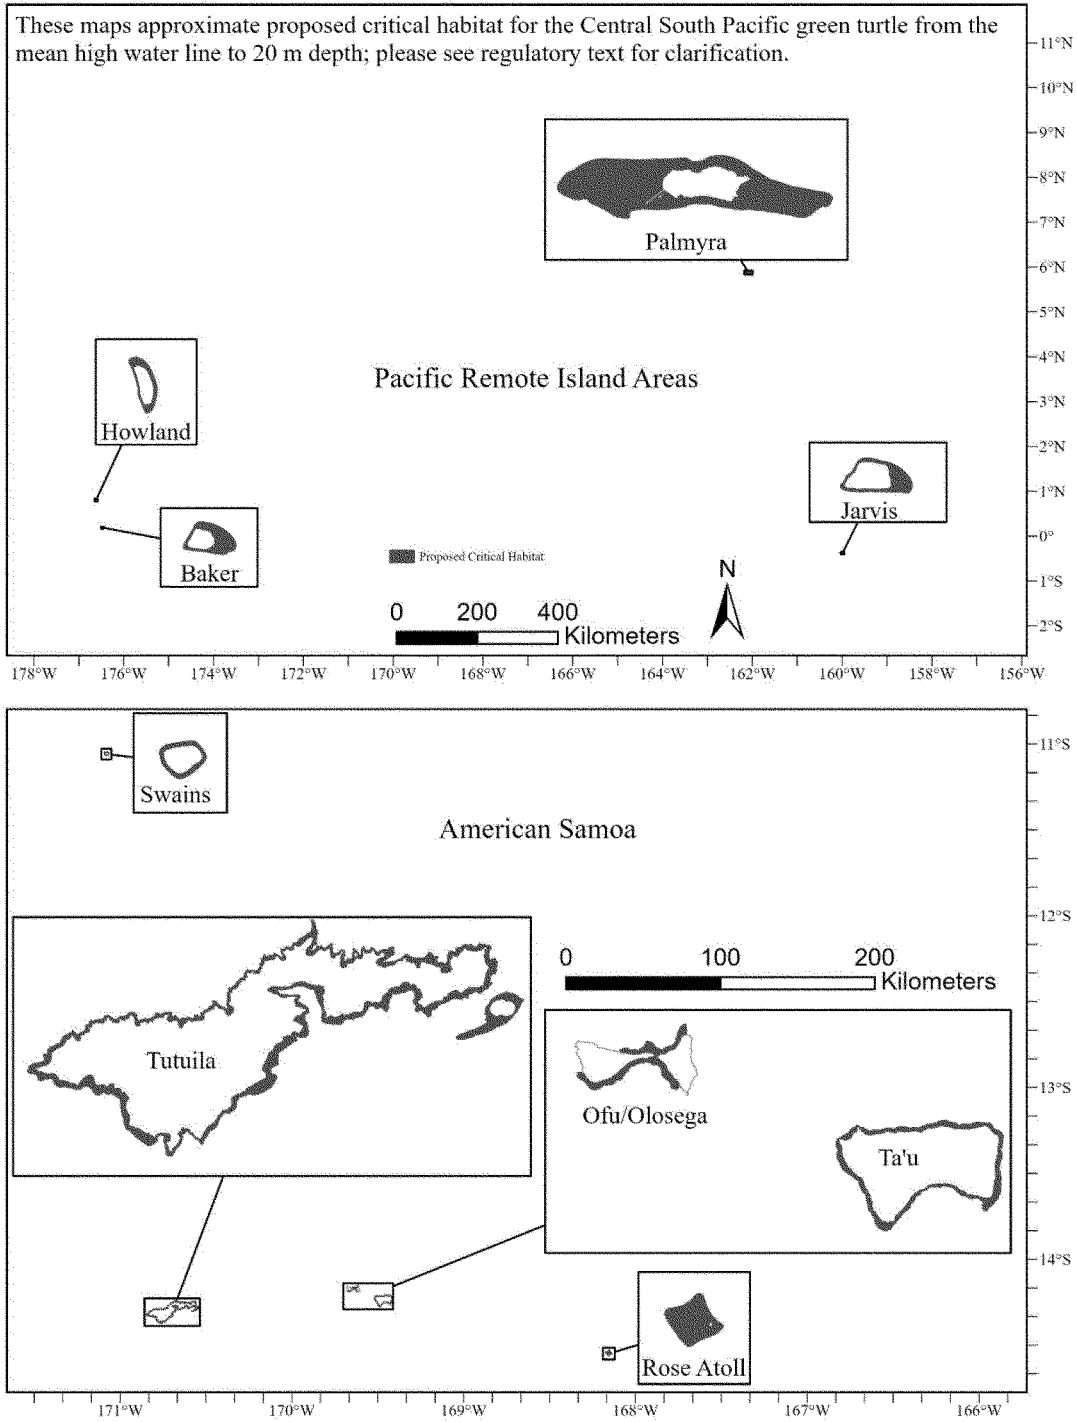 These maps approximate proposed critical habitat for the Central South Pacific green turtle from the
mean high water line to 20 m depth; please see regulatory text for clarification.
11°N
10°N
9°N
8°N
7°N
Palmyra
6°N
5°N
4°N
Pacific Remote Island Areas
3°N
Howland
2°N
1°N
Jarvis
0°
Proposed Critical Habitat
N
Baker
1°S
0 200 400
2°S
Kilometers
178°W 176°W 174°W 172°W 170°W 168°W 166°W 164°W 162°W 160°W 158°W 156°W
11°S
Swains
American Samoa
12°S
0 100 200
Kilometers
Tutuila
13°S
Ofu/Olosega
Ta'u
14°S
Rose Atoll
171°W 170°W 169°W 168°W 167°W 166°W